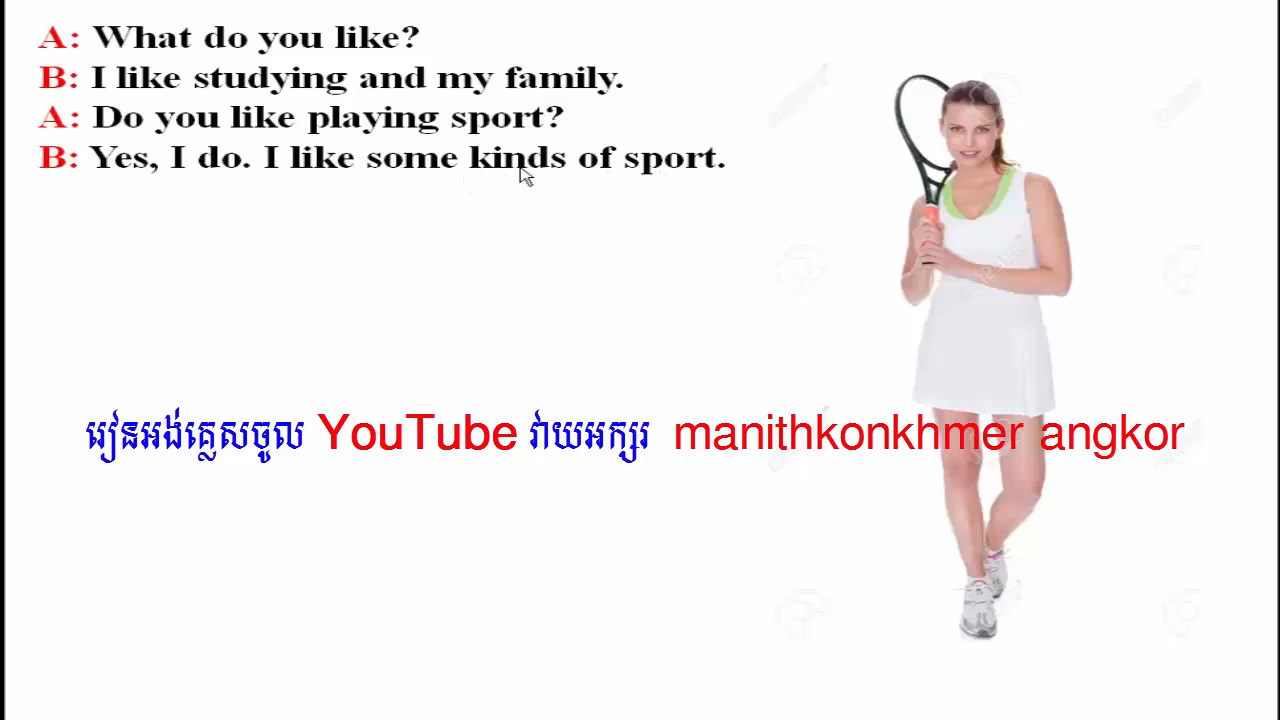 A: What do you like?
B: I like studying and my family.
A: Do you like playing sport?
B: Yes, I do. I like some kinds of sport.
រៀនអង់គ្លេសចូល YouTube វាយអក្សរ manithkonkhmer angkor